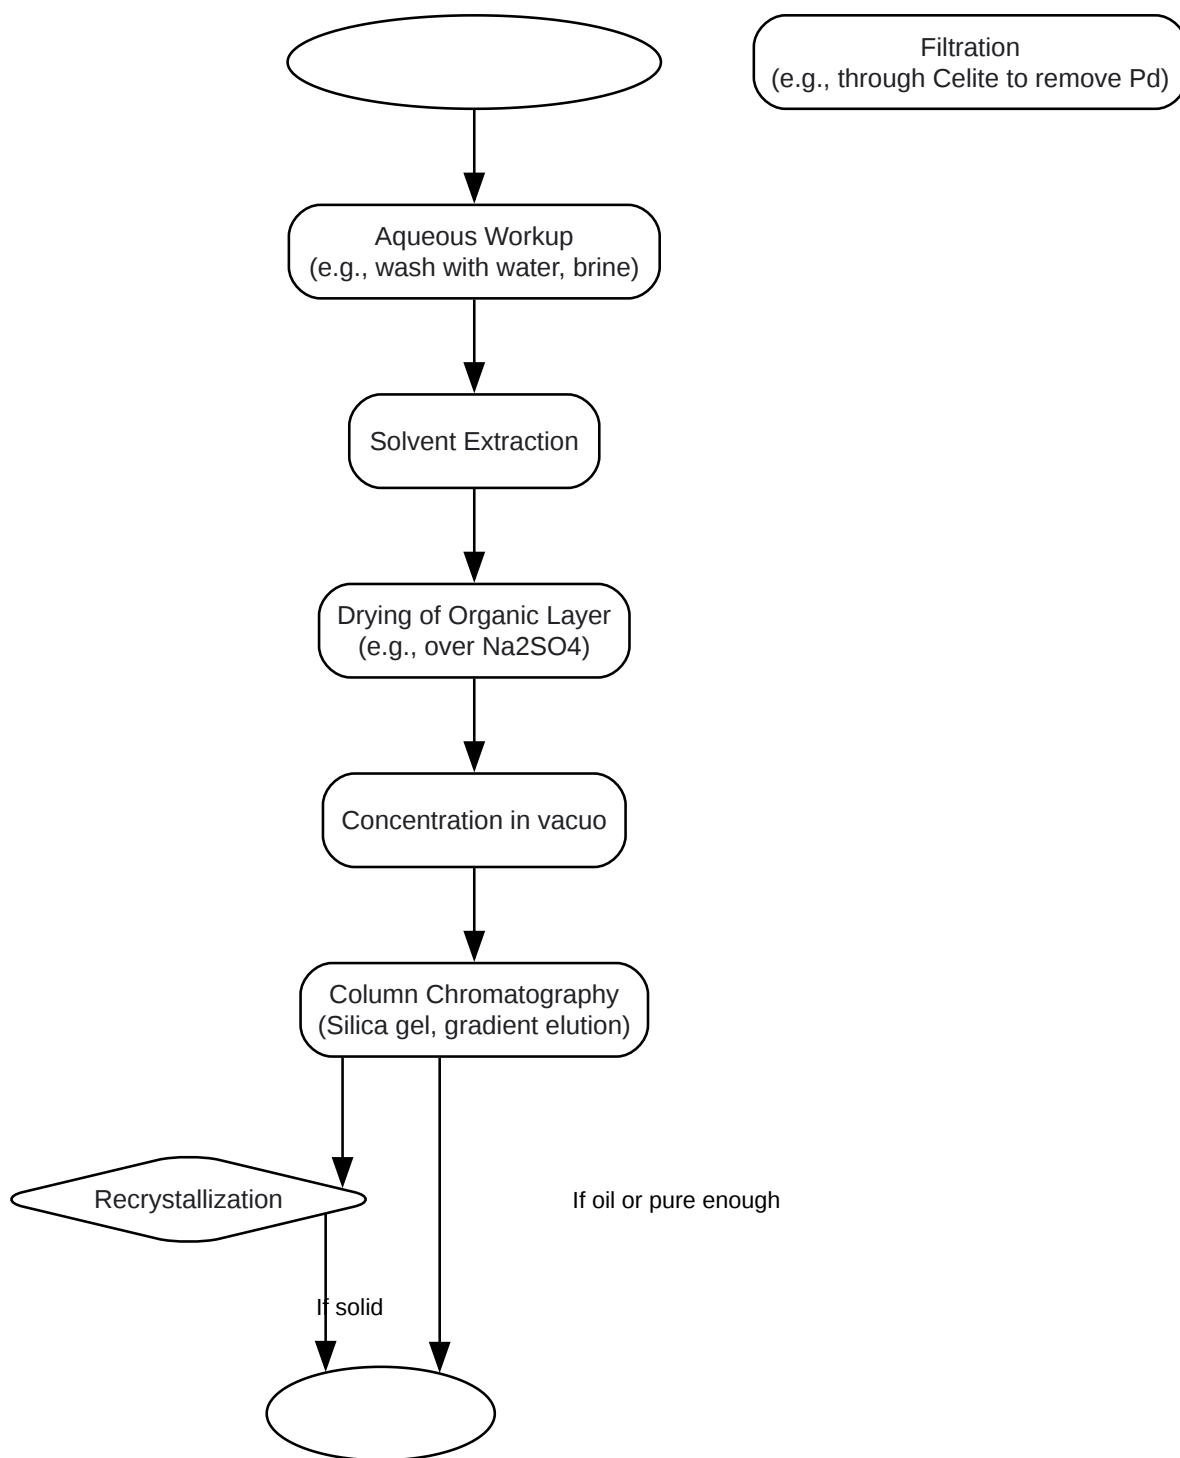 Filtration
(e.g., through Celite to remove Pd)
Aqueous Workup
(e.g., wash with water, brine)
Solvent Extraction
Drying of Organic Layer
(e.g., over Na2SO4)
Concentration in vacuo
Column Chromatography
(Silica gel, gradient elution)
Recrystallization
If oil or pure enough
If solid